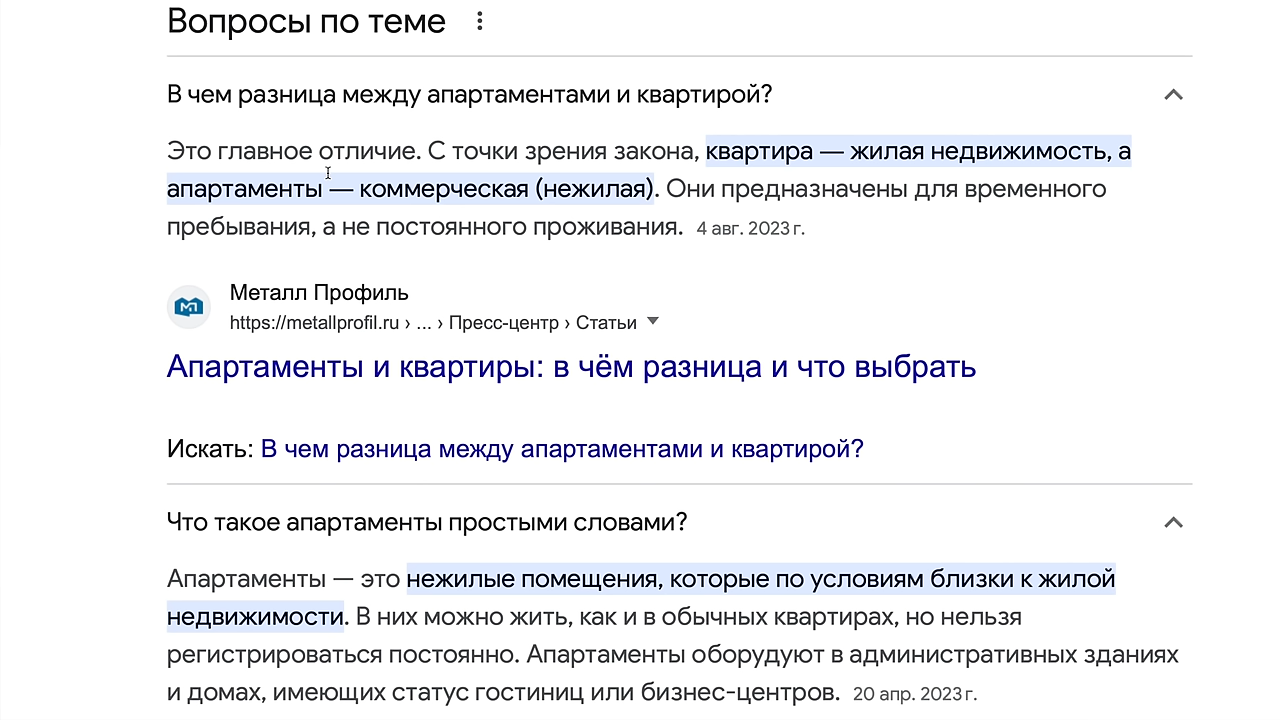 Вопросы по теме
В чем разница между апартаментами и квартирой?
Это главное отличие. С точки зрения закона, квартира — жилая недвижимость, а
апартаменты — коммерческая (нежилая). Они предназначены для временного
пребывания, а не постоянного проживания. 4 авг. 2023 г.
Металл Профиль
https://metallprofil.ru › ... › Пресс-центр › Статьи
Апартаменты и квартиры: в чём разница и что выбрать
Искать: В чем разница между апартаментами и квартирой?
Что такое апартаменты простыми словами?
Апартаменты — это нежилые помещения, которые по условиям близки к жилой
недвижимости. В них можно жить, как и в обычных квартирах, но нельзя
регистрироваться постоянно. Апартаменты оборудуют в административных зданиях
и домах, имеющих статус гостиниц или бизнес-центров. 20 апр. 2023 г.